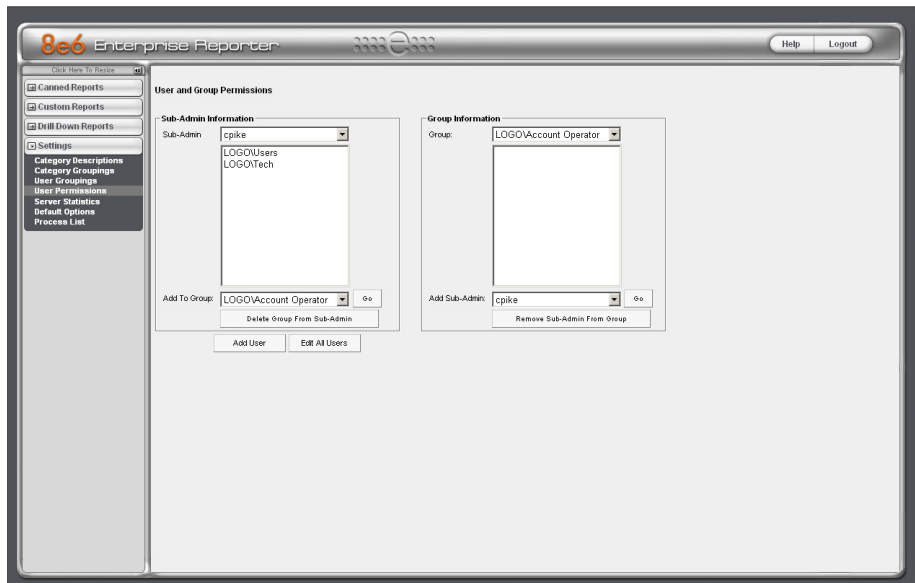 8e6 Enterprise Reporter
Help Logout
Click Here To Resize
Canned Reports
Custom Reports
Drill Down Reports
Settings
Category Descriptions
Category Groupings
User Groupings
User Permissions
Server Statistics
Default Options
Process List
User and Group Permissions
Sub-Admin Information
Sub-Admin cpike
LOGO\Users
LOGO\Tech
Add To Group: LOGO\Account Operator Go
Delete Group From Sub-Admin
Add User Edit All Users
Group Information
Group: LOGO\Account Operator
Add Sub-Admin: cpike Go
Remove Sub-Admin From Group